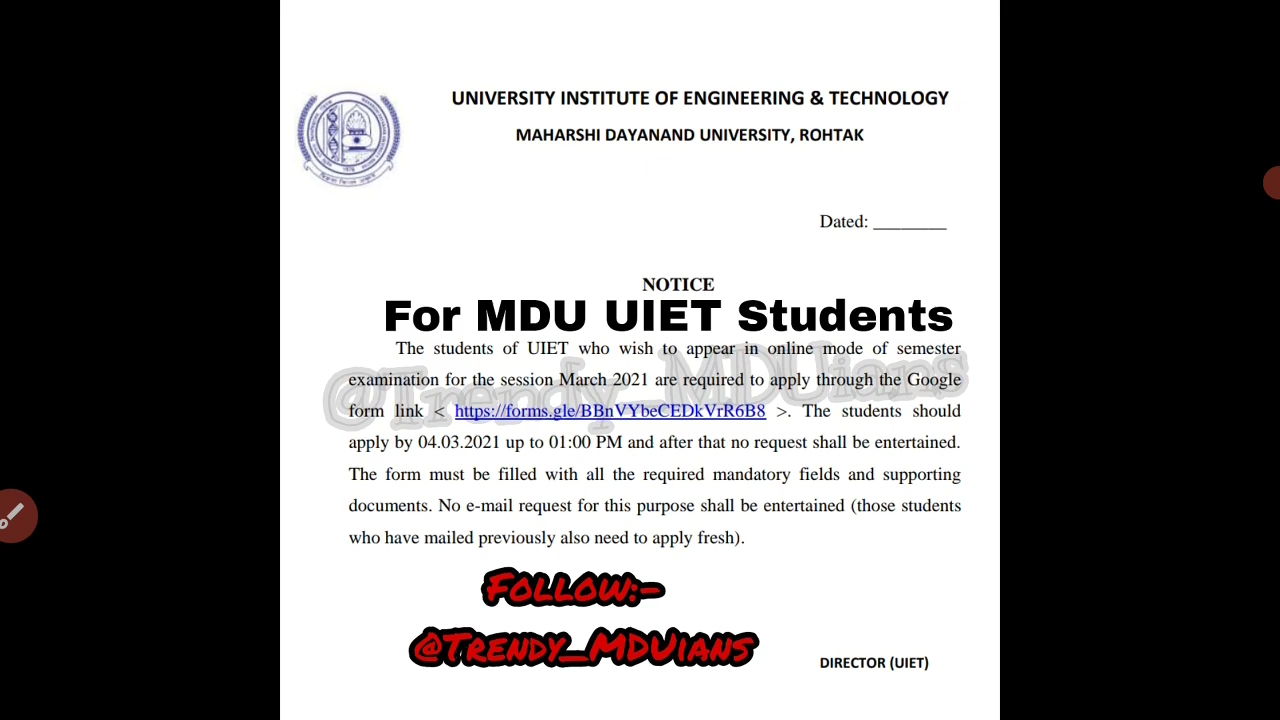 UNIVERSITY INSTITUTE OF ENGINEERING & TECHNOLOGY
MAHARSHI DAYANAND UNIVERSITY, ROHTAK
Dated: ________
NOTICE
For MDU UIET Students
The students of UIET who wish to appear in online mode of semester
@Trendy_MDUians
examination for the session March 2021 are required to apply through the Google
form link < https://forms.gle/BBnVYbeCEDkVrR6B8 >. The students should
apply by 04.03.2021 up to 01:00 PM and after that no request shall be entertained.
The form must be filled with all the required mandatory fields and supporting
documents. No e-mail request for this purpose shall be entertained (those students
who have mailed previously also need to apply fresh).
Follow:-
@Trendy_MDUians
DIRECTOR (UIET)